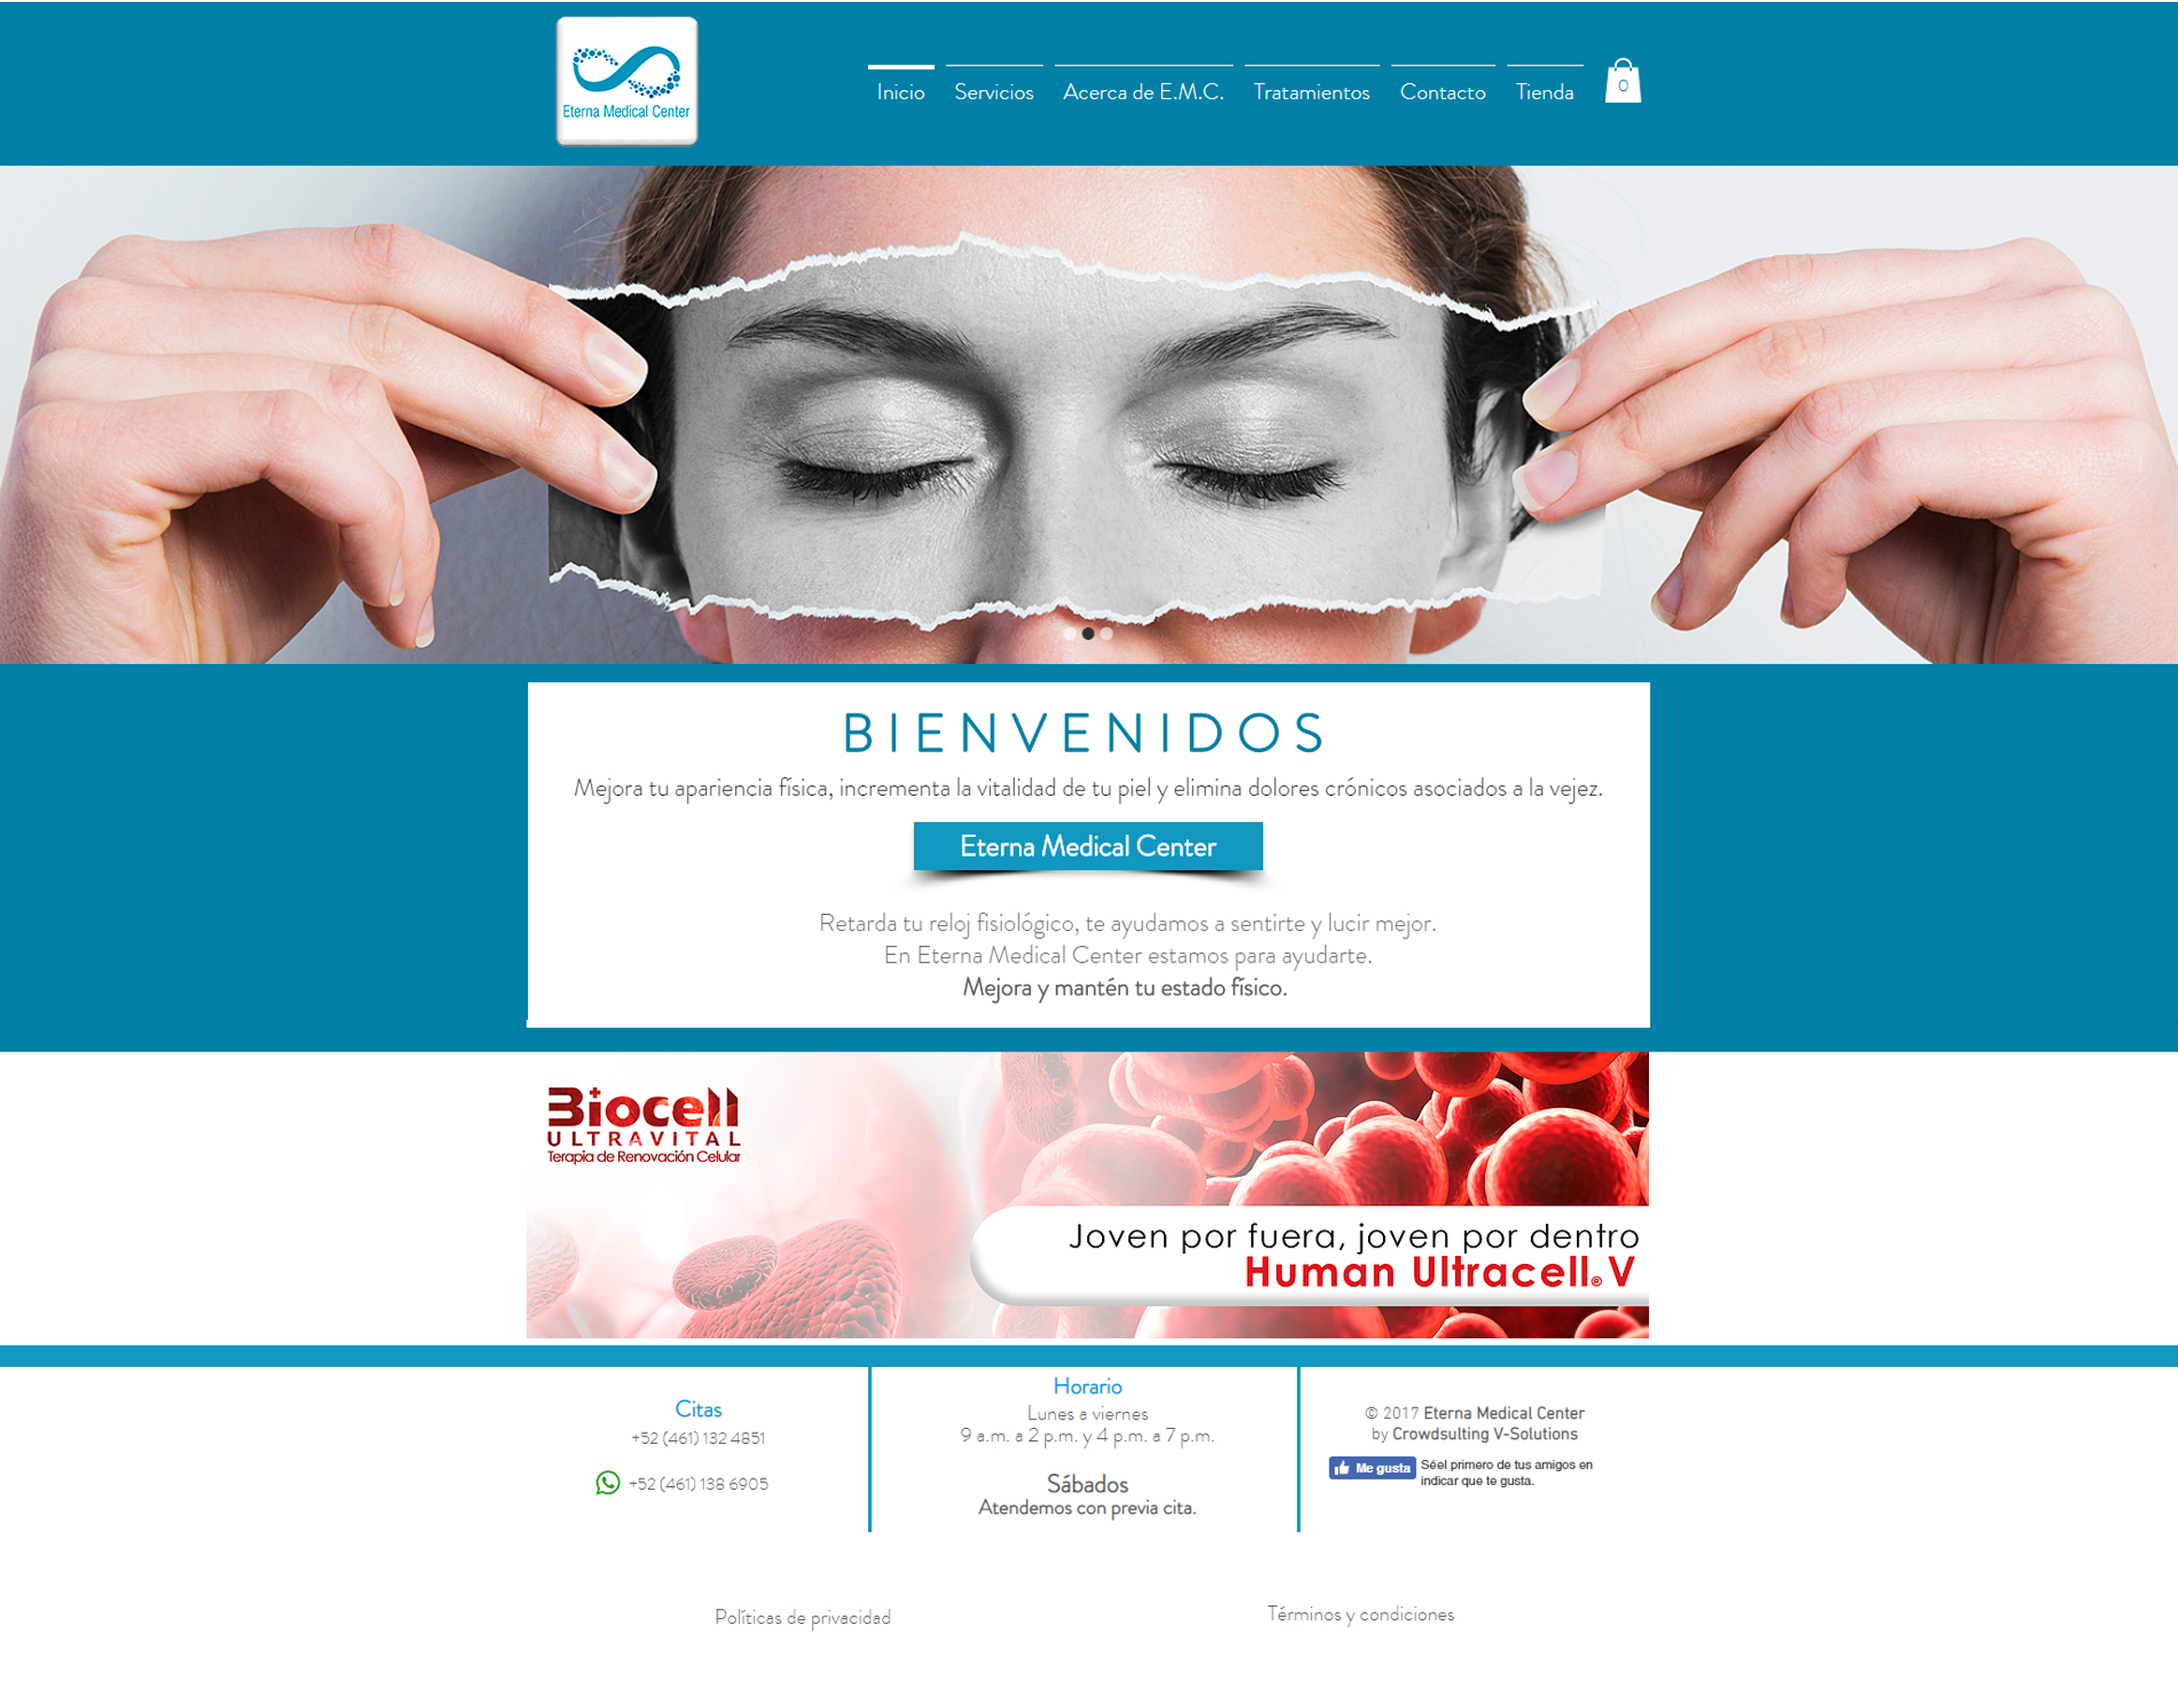 Eterna Medical Center
Inicio
Servicios
Acerca de E.M.C.
Tratamientos
Contacto
Tienda
0
BIENVENIDOS
Mejora tu apariencia física, incrementa la vitalidad de tu piel y elimina dolores crónicos asociados a la vejez.
Eterna Medical Center
Retarda tu reloj fisiológico, te ayudamos a sentirte y lucir mejor.
En Eterna Medical Center estamos para ayudarte.
Mejora y mantén tu estado físico.
Biocell
ULTRAVITAL
Terapia de Renovación Celular
Joven por fuera, joven por dentro
Human Ultracell® V
Citas
+52 (461) 132 4851
+52 (461) 138 6905
Horario
Lunes a viernes
9 a.m. a 2 p.m. y 4 p.m. a 7 p.m.
Sábados
Atendemos con previa cita.
© 2017 Eterna Medical Center
by Crowdsulting V-Solutions
Me gusta
Séel primero de tus amigos en
indicar que te gusta.
Políticas de privacidad
Términos y condiciones